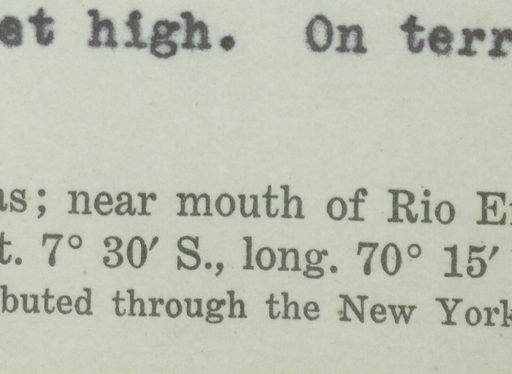 et high. On terr
as; near mouth of Rio E
t. 7° 30′ S., long. 70° 15′
buted through the New York